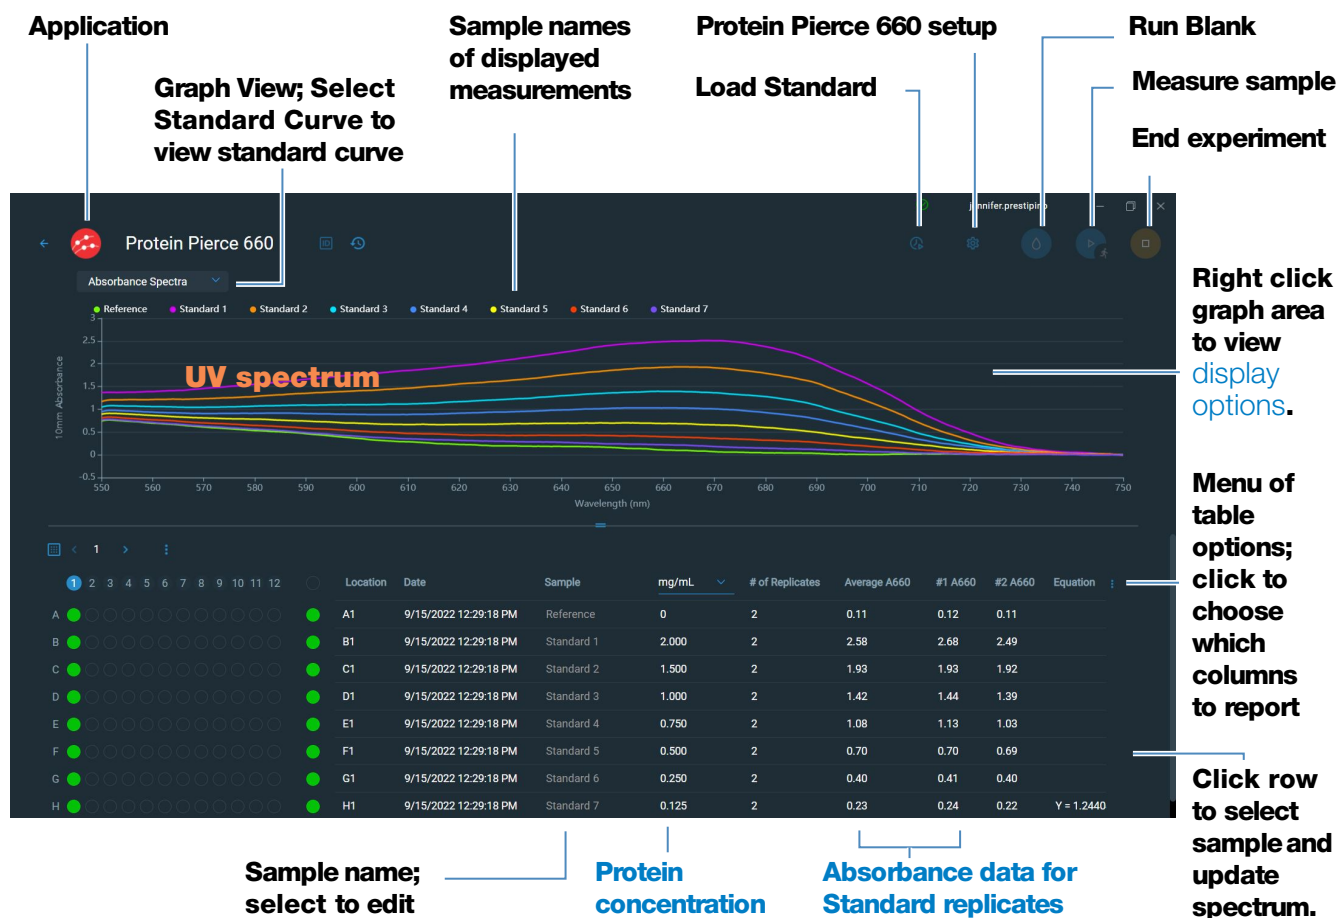 Application
Sample names
of displayed
measurements
Protein Pierce 660 setup
Run Blank
Graph View; Select
Standard Curve to
view standard curve
Load Standard
Measure sample
End experiment
jennifer.prestipino
Protein Pierce 660
ID
Absorbance Spectra
Reference Standard 1 Standard 2 Standard 3 Standard 4 Standard 5 Standard 6 Standard 7
10mm Absorbance
3
2.5
2
1.5
1
0.5
0
-0.5
UV spectrum
550 560 570 580 590 600 610 620 630 640 650 660 670 680 690 700 710 720 730 740 750
Wavelength (nm)
Right click
graph area
to view
display
options.
1
1 2 3 4 5 6 7 8 9 10 11 12 Location Date Sample mg/mL # of Replicates Average A660 #1 A660 #2 A660 Equation
A A1 9/15/2022 12:29:18 PM Reference 0 2 0.11 0.12 0.11
B B1 9/15/2022 12:29:18 PM Standard 1 2.000 2 2.58 2.68 2.49
C C1 9/15/2022 12:29:18 PM Standard 2 1.500 2 1.93 1.93 1.92
D D1 9/15/2022 12:29:18 PM Standard 3 1.000 2 1.42 1.44 1.39
E E1 9/15/2022 12:29:18 PM Standard 4 0.750 2 1.08 1.13 1.03
F F1 9/15/2022 12:29:18 PM Standard 5 0.500 2 0.70 0.70 0.69
G G1 9/15/2022 12:29:18 PM Standard 6 0.250 2 0.40 0.41 0.40
H H1 9/15/2022 12:29:18 PM Standard 7 0.125 2 0.23 0.24 0.22 Y = 1.2440
Menu of
table
options;
click to
choose
which
columns
to report
Click row
to select
sample and
update
spectrum.
Sample name;
select to edit
Protein
concentration
Absorbance data for
Standard replicates